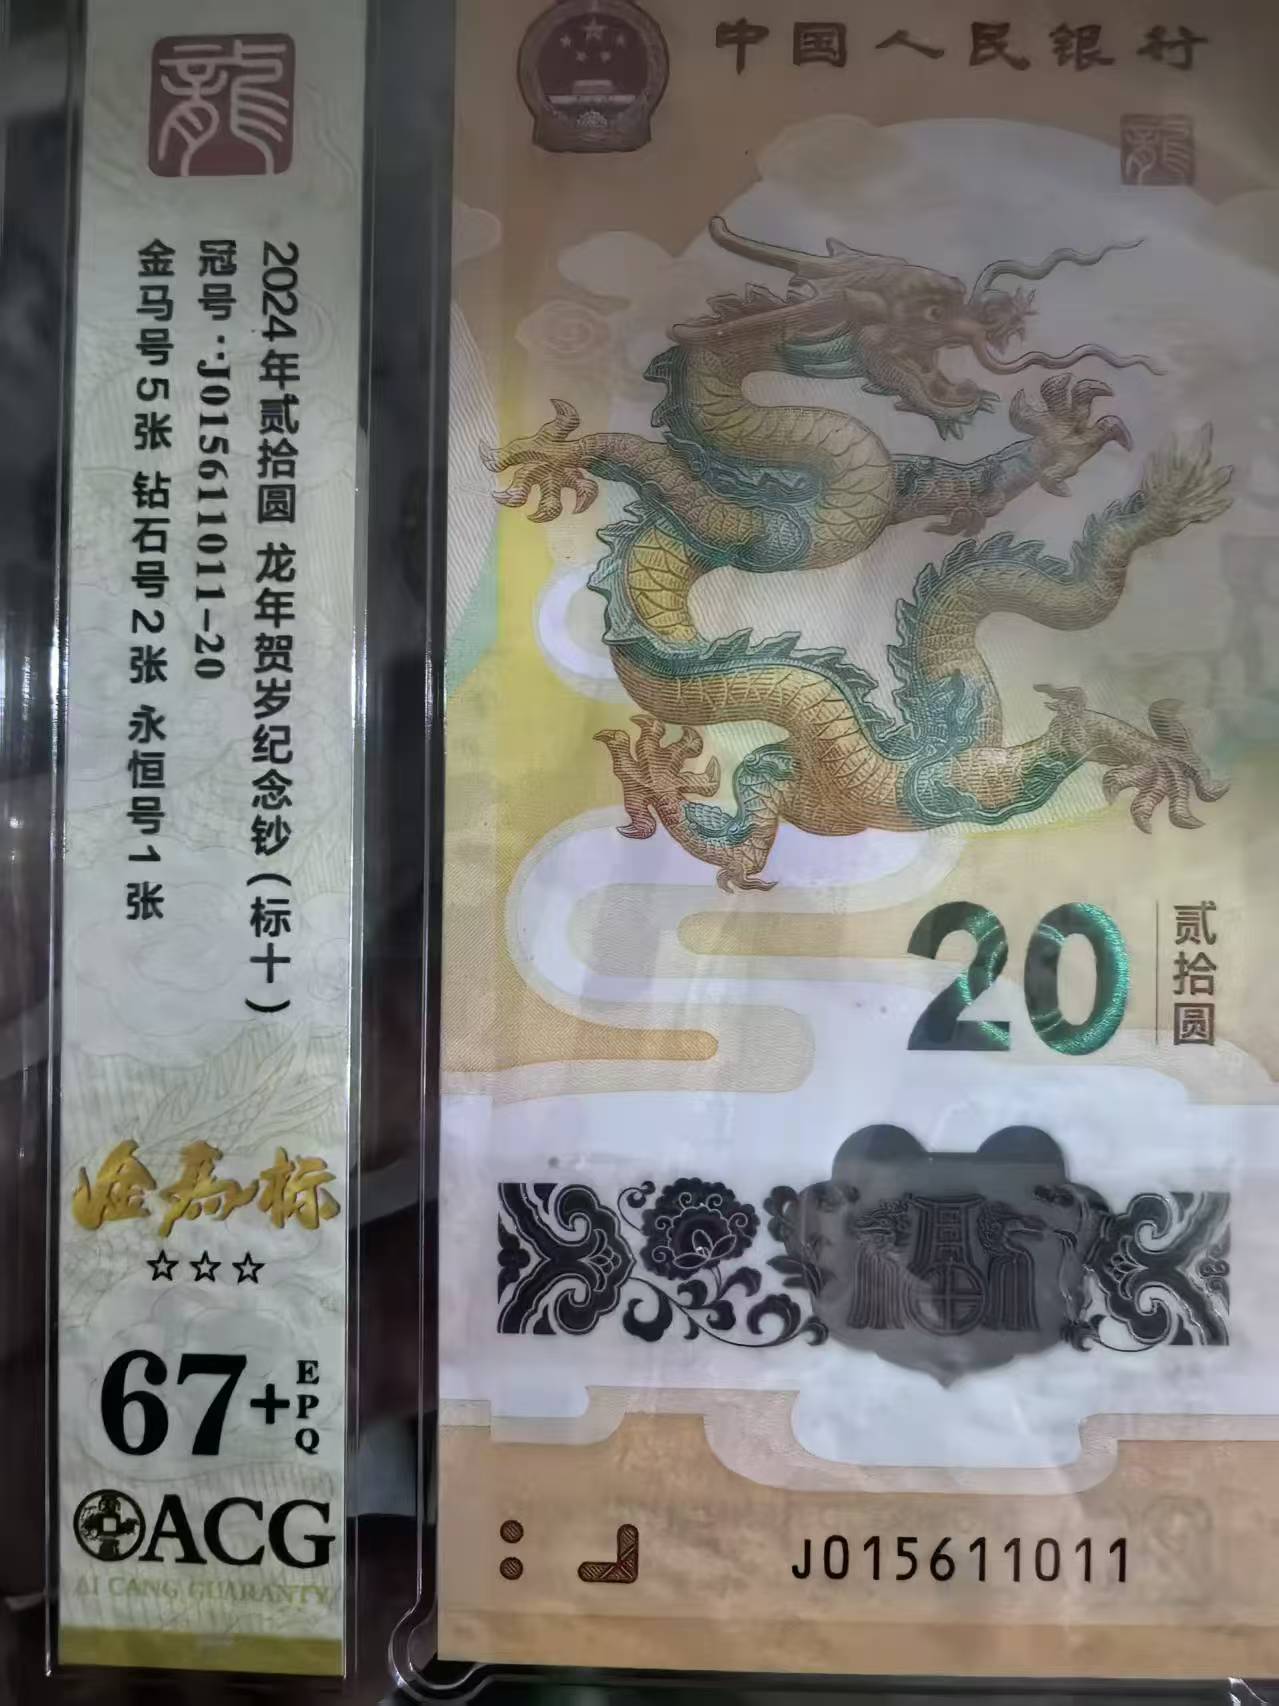 龍
2024年贰拾圆 龙年贺岁纪念钞（标十）
冠号：J015611011-20
金马号5张 钻石号2张 永恒号1张
金马标
☆☆☆
67+EPQ
ACG
AI CANG GUARANTY
中国人民银行
龍
20
贰拾圆
J015611011